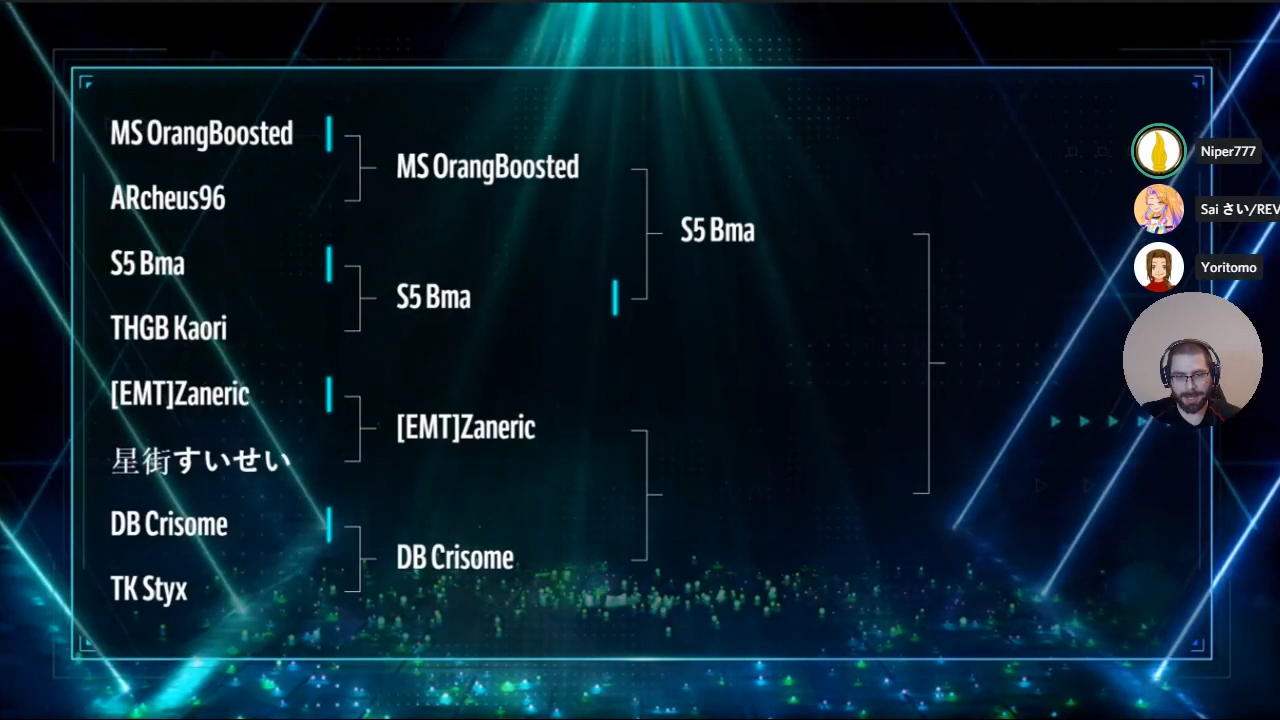 MS OrangBoosted
ARcheus96
S5 Bma
THGB Kaori
[EMT]Zaneric
星街すいせい
DB Crisome
TK Styx
MS OrangBoosted
S5 Bma
[EMT]Zaneric
DB Crisome
S5 Bma
Niper777
Sai さい/REV
Yoritomo